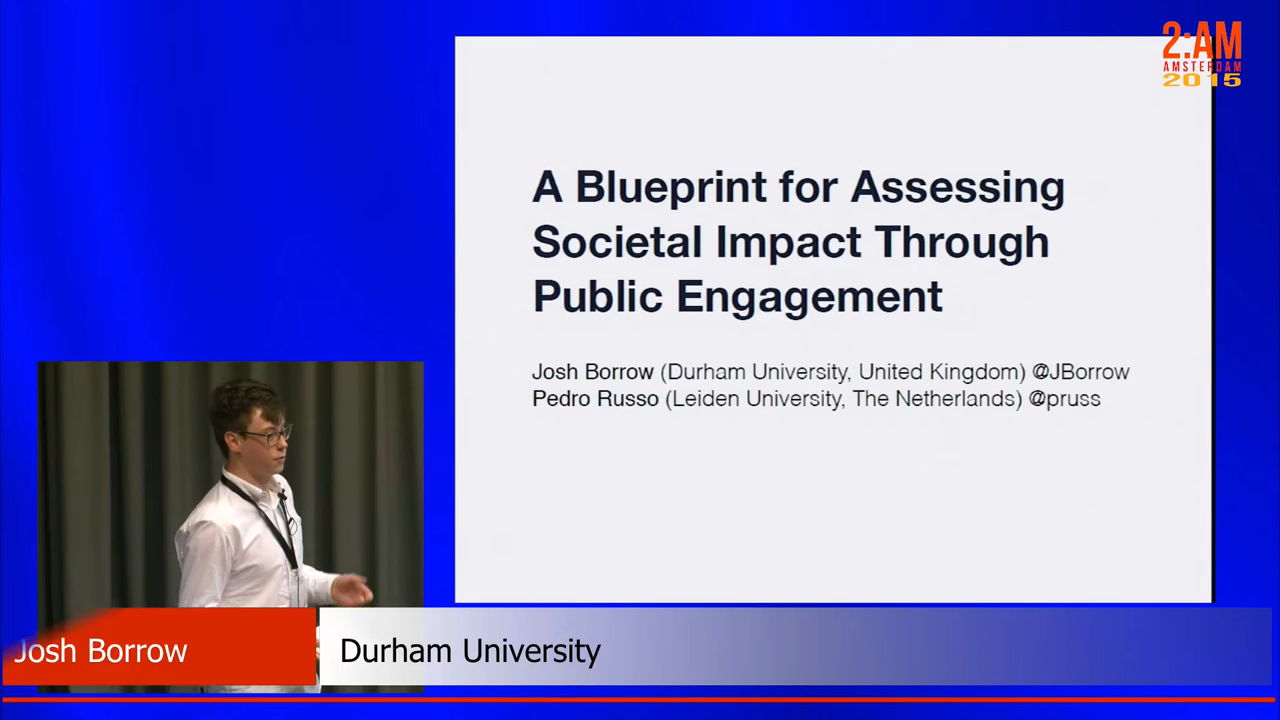 2:AM
AMSTERDAM
2015
A Blueprint for Assessing
Societal Impact Through
Public Engagement
Josh Borrow (Durham University, United Kingdom) @JBorrow
Pedro Russo (Leiden University, The Netherlands) @pruss
Josh Borrow
Durham University